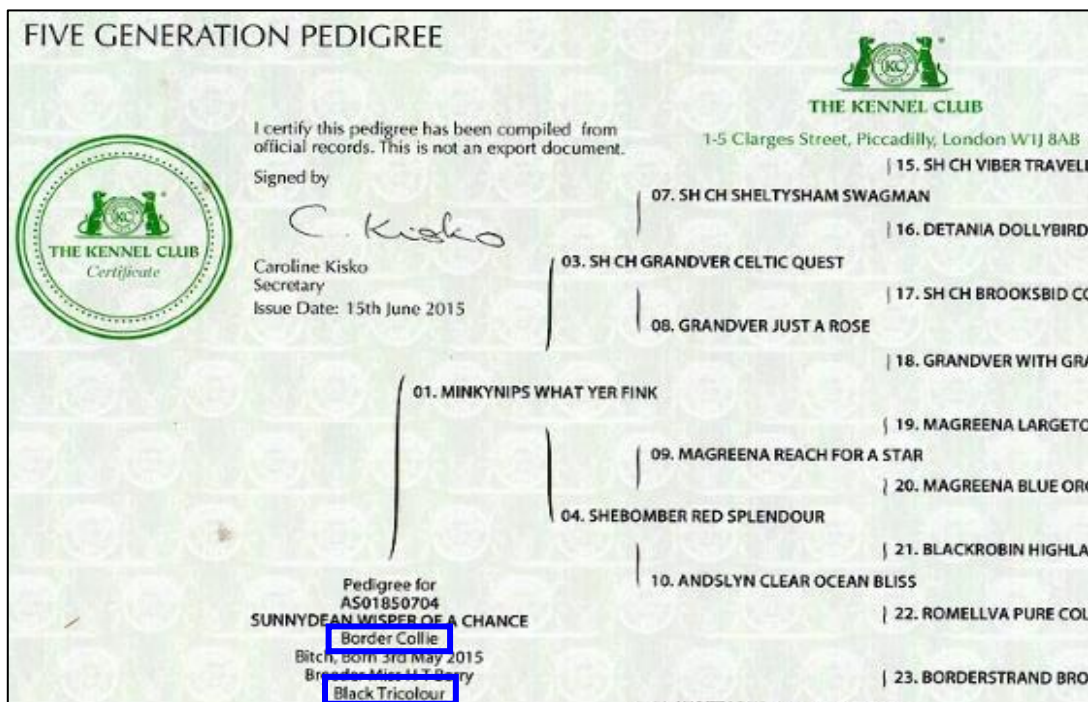 FIVE GENERATION PEDIGREE
THE KENNEL CLUB
1-5 Clarges Street, Piccadilly, London W1J 8AB
I certify this pedigree has been compiled from
official records. This is not an export document.
Signed by
C. Kisko
Caroline Kisko
Secretary
Issue Date: 15th June 2015
KC
THE KENNEL CLUB
Certificate
15. SH CH VIBER
07. SH CH SHELTYSHAM SWAGMAN
16. DETANIA DOLLYBIRD
03. SH CH GRANDVER CELTIC QUEST
17. SH CH BROOKSBID
08. GRANDVER JUST A ROSE
18. GRANDVER WITH
01. MINKYNIPS WHAT YER FINK
19. MAGREENA
09. MAGREENA REACH FOR A STAR
20. MAGREENA BLUE
04. SHEBOMBER RED SPLENDOUR
21. BLACKROBIN
10. ANDSLYN CLEAR OCEAN BLISS
22. ROMELLVA PURE
23. BORDERSTRAND
Pedigree for
AS01850704
SUNNYDEAN WISPER OF A CHANCE
Border Collie
Bitch, Born 3rd May 2015
Breeder Miss H T Barry
Black Tricolour